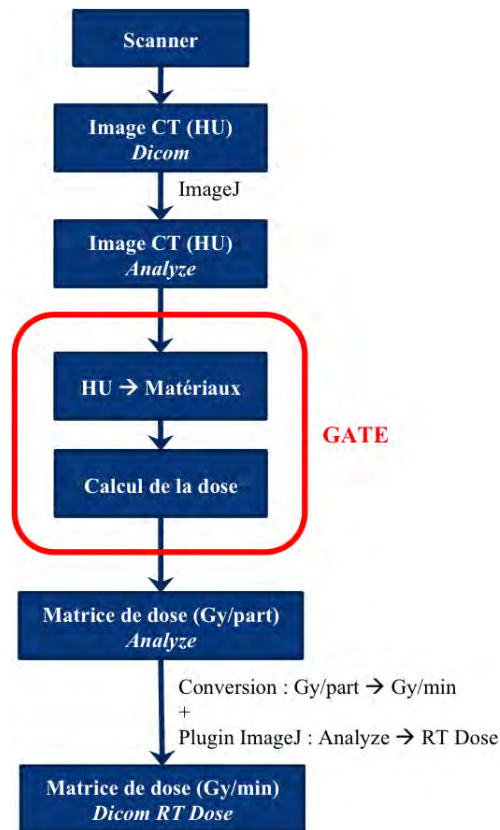 Scanner
Image CT (HU)
Dicom
ImageJ
Image CT (HU)
Analyze
HU → Matériaux
GATE
Calcul de la dose
Matrice de dose (Gy/part)
Analyze
Conversion : Gy/part → Gy/min
+
Plugin ImageJ : Analyze → RT Dose
Matrice de dose (Gy/min)
Dicom RT Dose